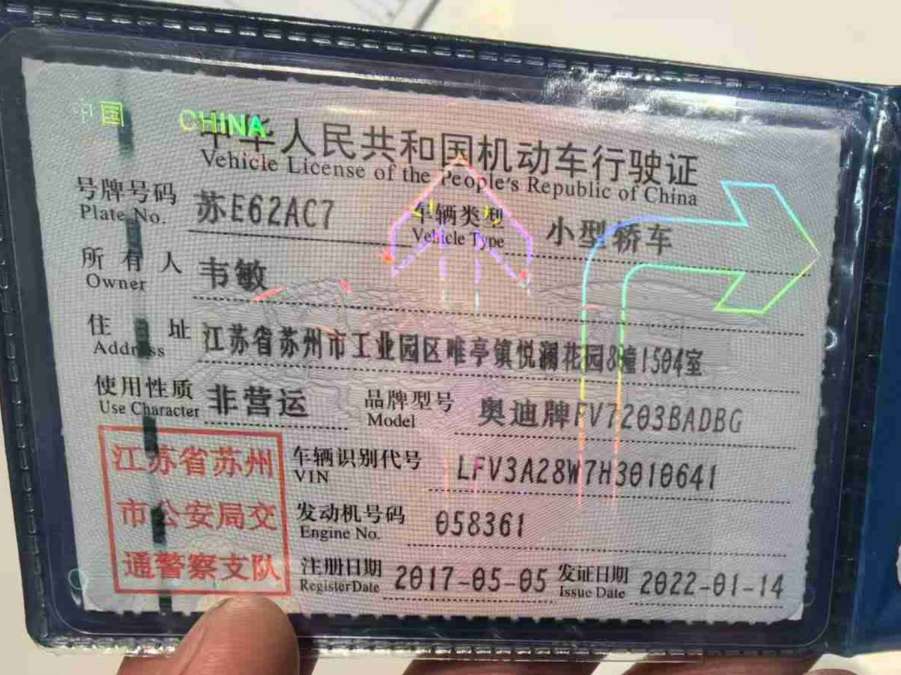 中国 CHINA
中华人民共和国机动车行驶证
Vehicle License of the People's Republic of China
号牌号码 苏E62AC7 车辆类型 小型轿车
Plate No. Vehicle Type
所有人 韦敏
Owner
住址 江苏省苏州市工业园区唯亭镇悦澜花园8幢1504室
Address
使用性质 非营运 品牌型号 奥迪牌FV7203BADBG
Use Character Model
江苏省苏州 车辆识别代号 LFV3A28W7H3010641
VIN
市公安局交 发动机号码 058361
Engine No.
通警察支队 注册日期 2017-05-05 发证日期 2022-01-14
RegisterDate Issue Date